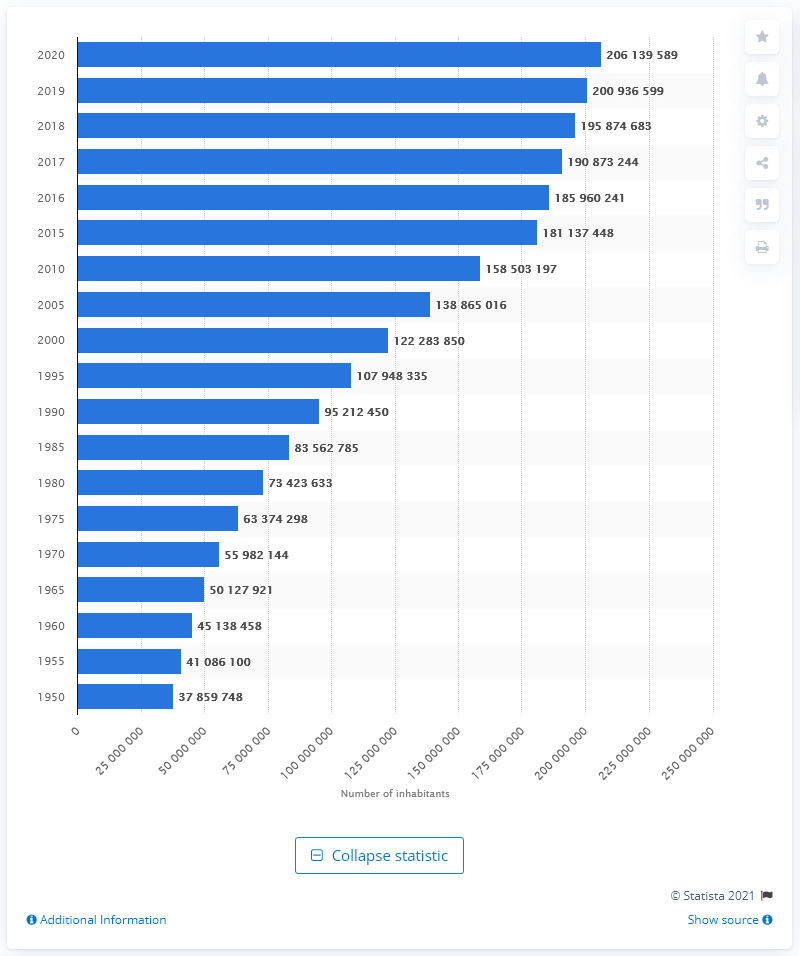 2020 206 139 589
2019 200 936 599
2018 195 874 683
2017 190 873 244
2016 185 960 241
2015 181 137 448
2010 158 503 197
2005 138 865 016
2000 122 283 850
1995 107 948 335
1990 95 212 450
1985 83 562 785
1980 73 423 633
1975 63 374 298
1970 55 982 144
1965 50 127 921
1960 45 138 458
1955 41 086 100
1950 37 859 748
0 25 000 000 50 000 000 75 000 000 100 000 000 125 000 000 150 000 000 175 000 000 200 000 000 225 000 000 250 000 000
Number of inhabitants
Collapse statistic
© Statista 2021
Additional Information Show source